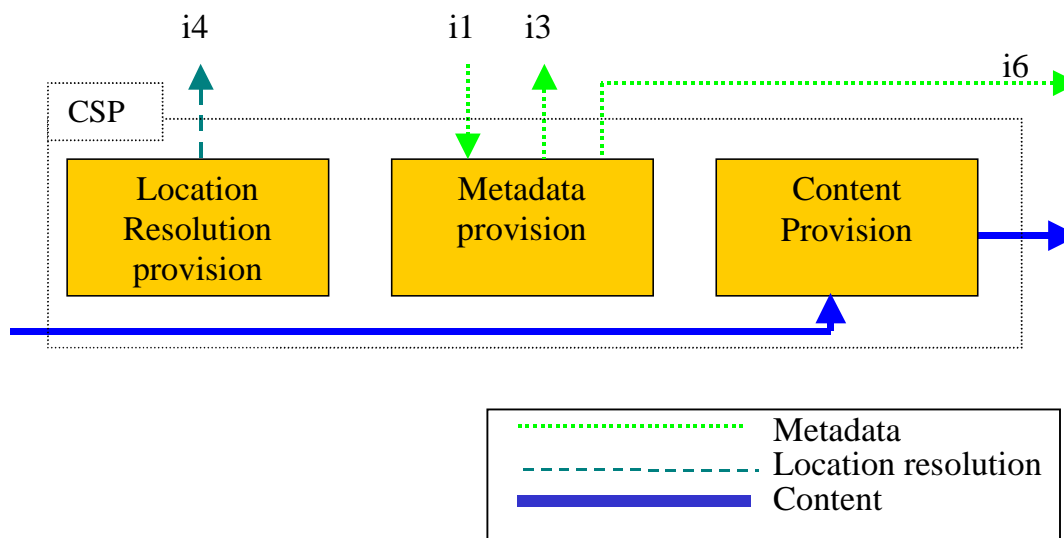 i4
i1
i3
i6
CSP
Location
Resolution
provision
Metadata
provision
Content
Provision
Metadata
Location resolution
Content